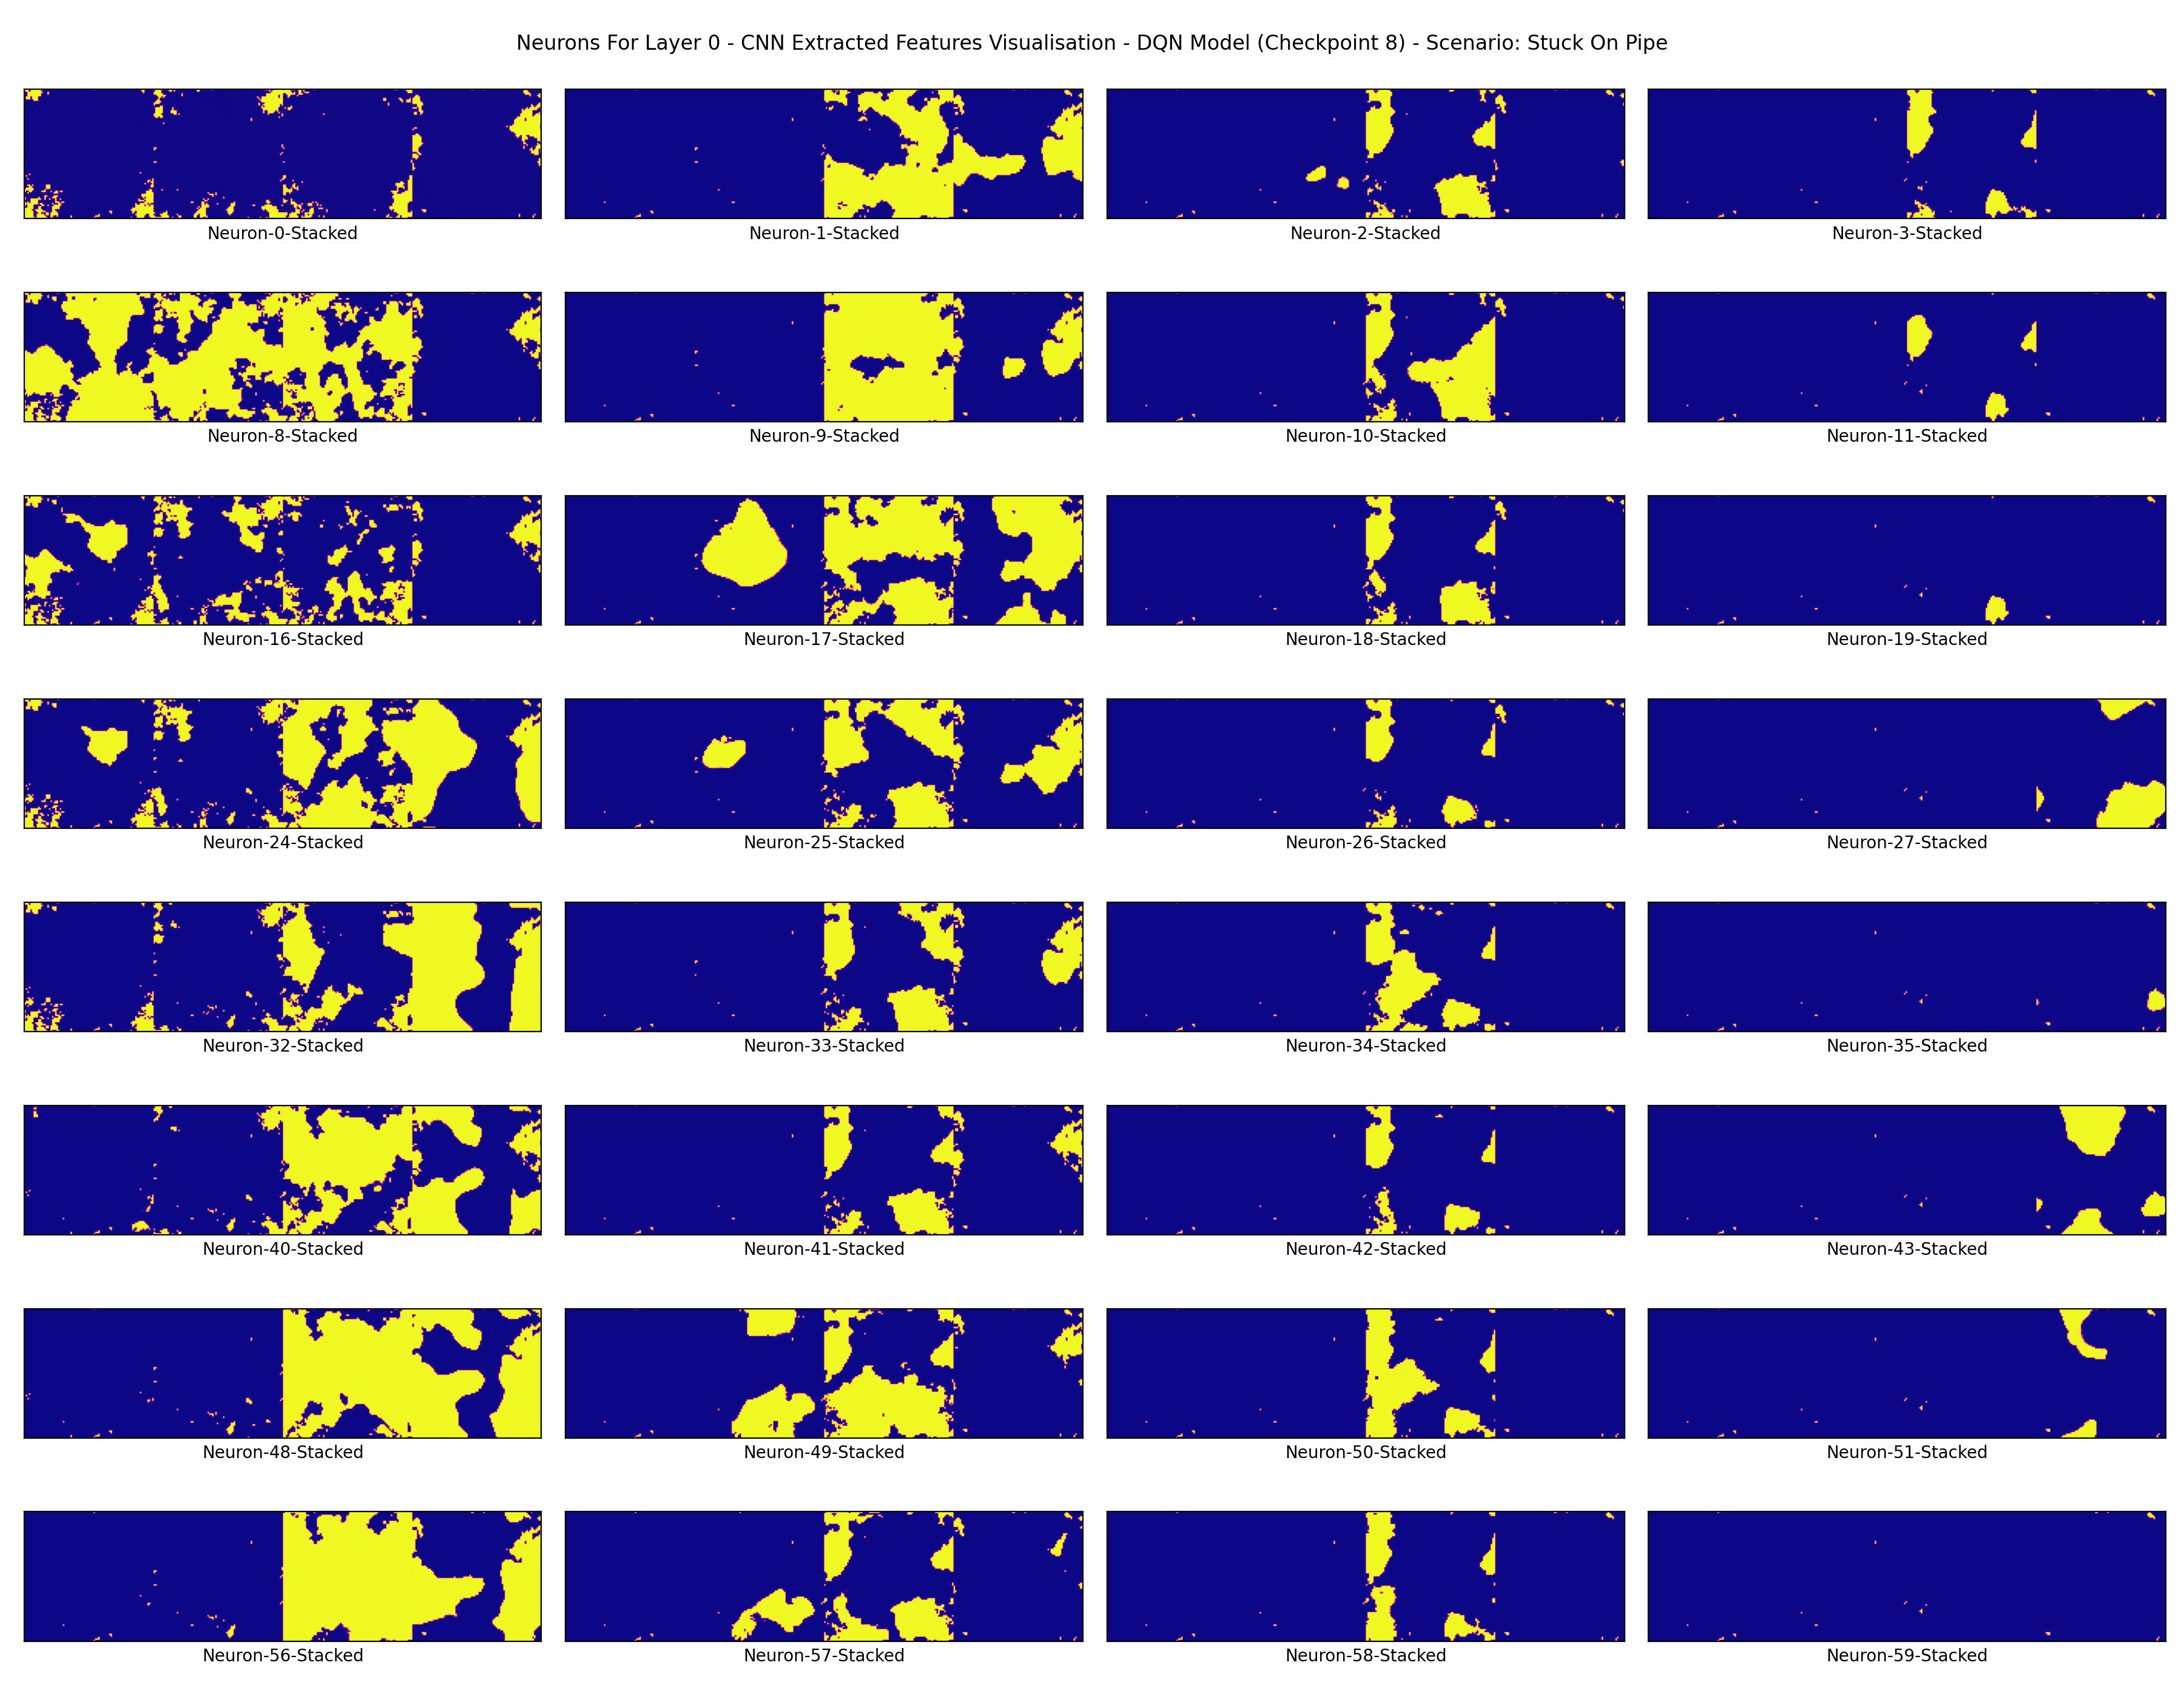 Neurons For Layer 0 - CNN Extracted Features Visualisation - DQN Model (Checkpoint 8) - Scenario: Stuck On Pipe
Neuron-0-Stacked
Neuron-1-Stacked
Neuron-2-Stacked
Neuron-3-Stacked
Neuron-8-Stacked
Neuron-9-Stacked
Neuron-10-Stacked
Neuron-11-Stacked
Neuron-16-Stacked
Neuron-17-Stacked
Neuron-18-Stacked
Neuron-19-Stacked
Neuron-24-Stacked
Neuron-25-Stacked
Neuron-26-Stacked
Neuron-27-Stacked
Neuron-32-Stacked
Neuron-33-Stacked
Neuron-34-Stacked
Neuron-35-Stacked
Neuron-40-Stacked
Neuron-41-Stacked
Neuron-42-Stacked
Neuron-43-Stacked
Neuron-48-Stacked
Neuron-49-Stacked
Neuron-50-Stacked
Neuron-51-Stacked
Neuron-56-Stacked
Neuron-57-Stacked
Neuron-58-Stacked
Neuron-59-Stacked